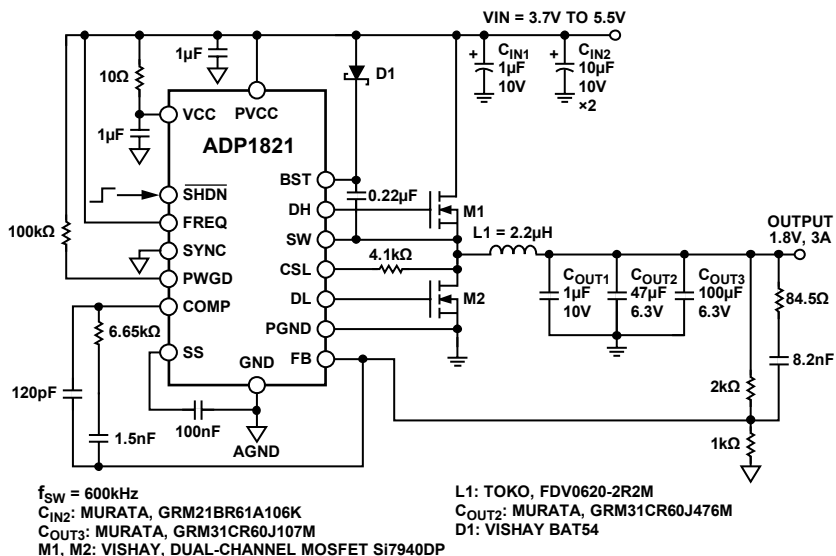 VIN = 3.7V TO 5.5V
1µF
CIN1
1µF
10V
CIN2
10µF
10V
×2
10Ω
D1
VCC
PVCC
1µF
ADP1821
BST
0.22µF
SHDN
DH
M1
FREQ
SW
L1 = 2.2µH
OUTPUT
1.8V, 3A
100kΩ
SYNC
CSL
4.1kΩ
PWGD
DL
M2
COUT1
1µF
10V
COUT2
47µF
6.3V
COUT3
100µF
6.3V
84.5Ω
COMP
PGND
6.65kΩ
SS
GND
FB
8.2nF
120pF
2kΩ
100nF
1.5nF
AGND
1kΩ
fSW = 600kHz
CIN2: MURATA, GRM21BR61A106K
COUT3: MURATA, GRM31CR60J107M
M1, M2: VISHAY, DUAL-CHANNEL MOSFET Si7940DP
L1: TOKO, FDV0620-2R2M
COUT2: MURATA, GRM31CR60J476M
D1: VISHAY BAT54